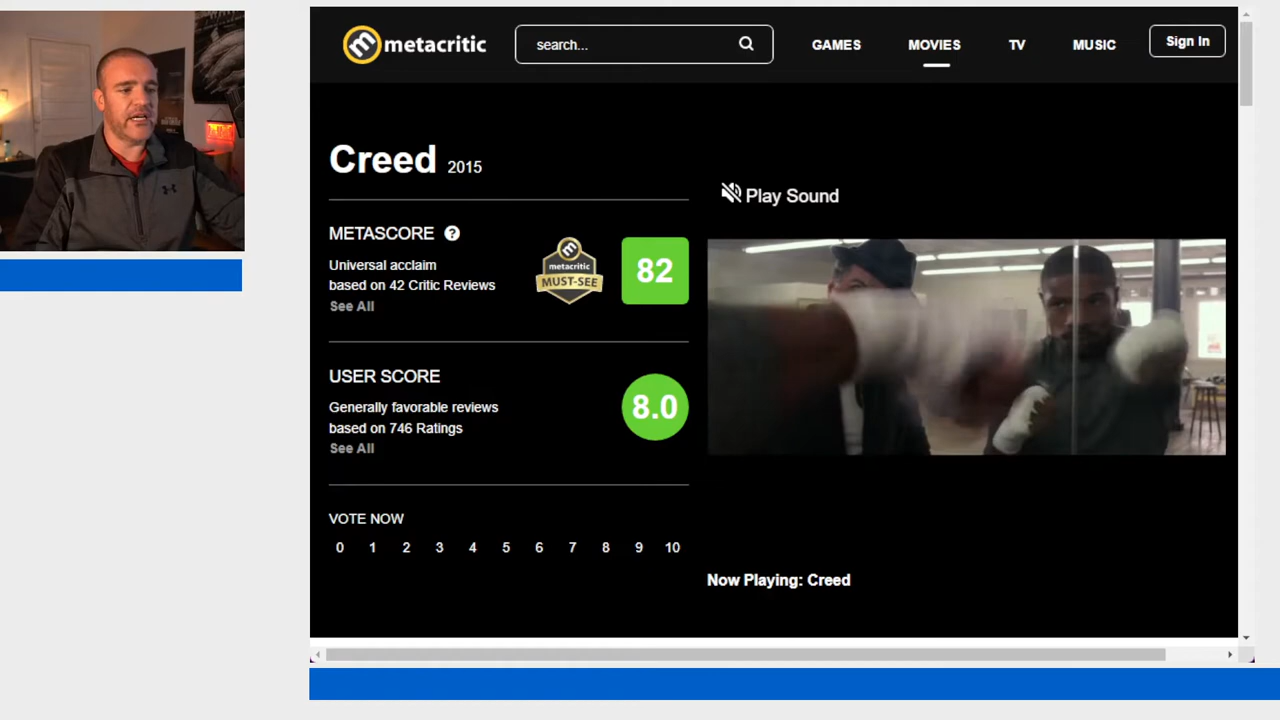 metacritic
search...
GAMES
MOVIES
TV
MUSIC
Sign In
Creed 2015
Play Sound
METASCORE ?
Universal acclaim
based on 42 Critic Reviews
See All
metacritic
MUST-SEE
82
USER SCORE
Generally favorable reviews
based on 746 Ratings
See All
8.0
VOTE NOW
0 1 2 3 4 5 6 7 8 9 10
Now Playing: Creed